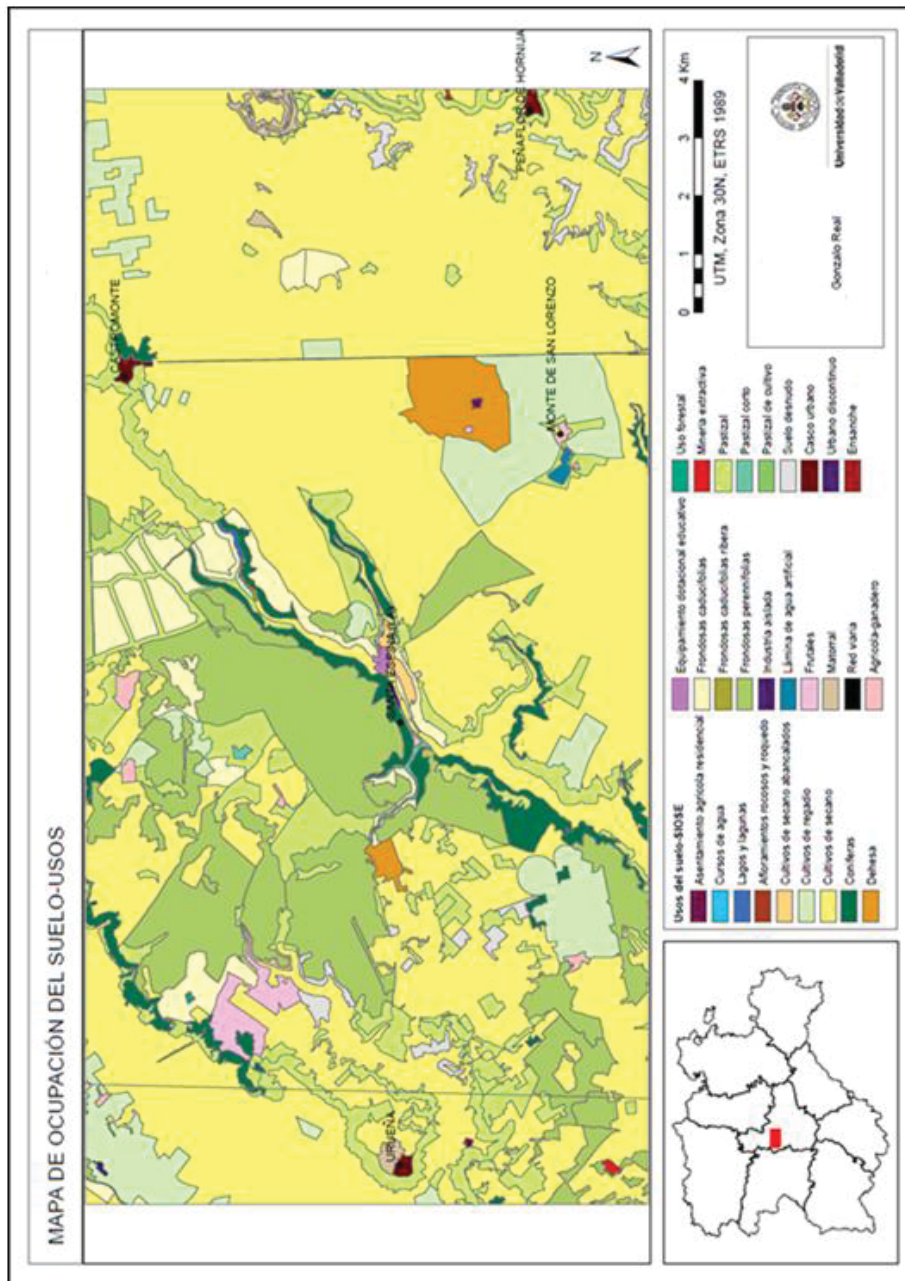 MAPA DE OCUPACIÓN DEL SUELO-USOS
URUEÑA
CASTROMONTE
MONTE DE SAN LORENZO
PEÑAFLOR DE HORNIJA
Usos del suelo-SIOSE
Asentamiento agrícola residencial
Cursos de agua
Lagos y lagunas
Afloramientos rocosos y roquedo
Cultivos de secano abancalados
Cultivos de regadío
Cultivos de secano
Coníferas
Dehesa
Equipamiento dotacional educativo
Frondosas caducifolias
Frondosas caducifolias ribera
Frondosas perennifolias
Industria aislada
Lámina de agua artificial
Frutales
Matorral
Red viaria
Agrícola-ganadero
Uso forestal
Minería extractiva
Pastizal
Pastizal corto
Pastizal de cultivo
Suelo desnudo
Casco urbano
Urbano discontinuo
Ensanche
N
0 1 2 3 4 Km
UTM, Zona 30N, ETRS 1989
Gonzalo Real
Universidad de Valladolid